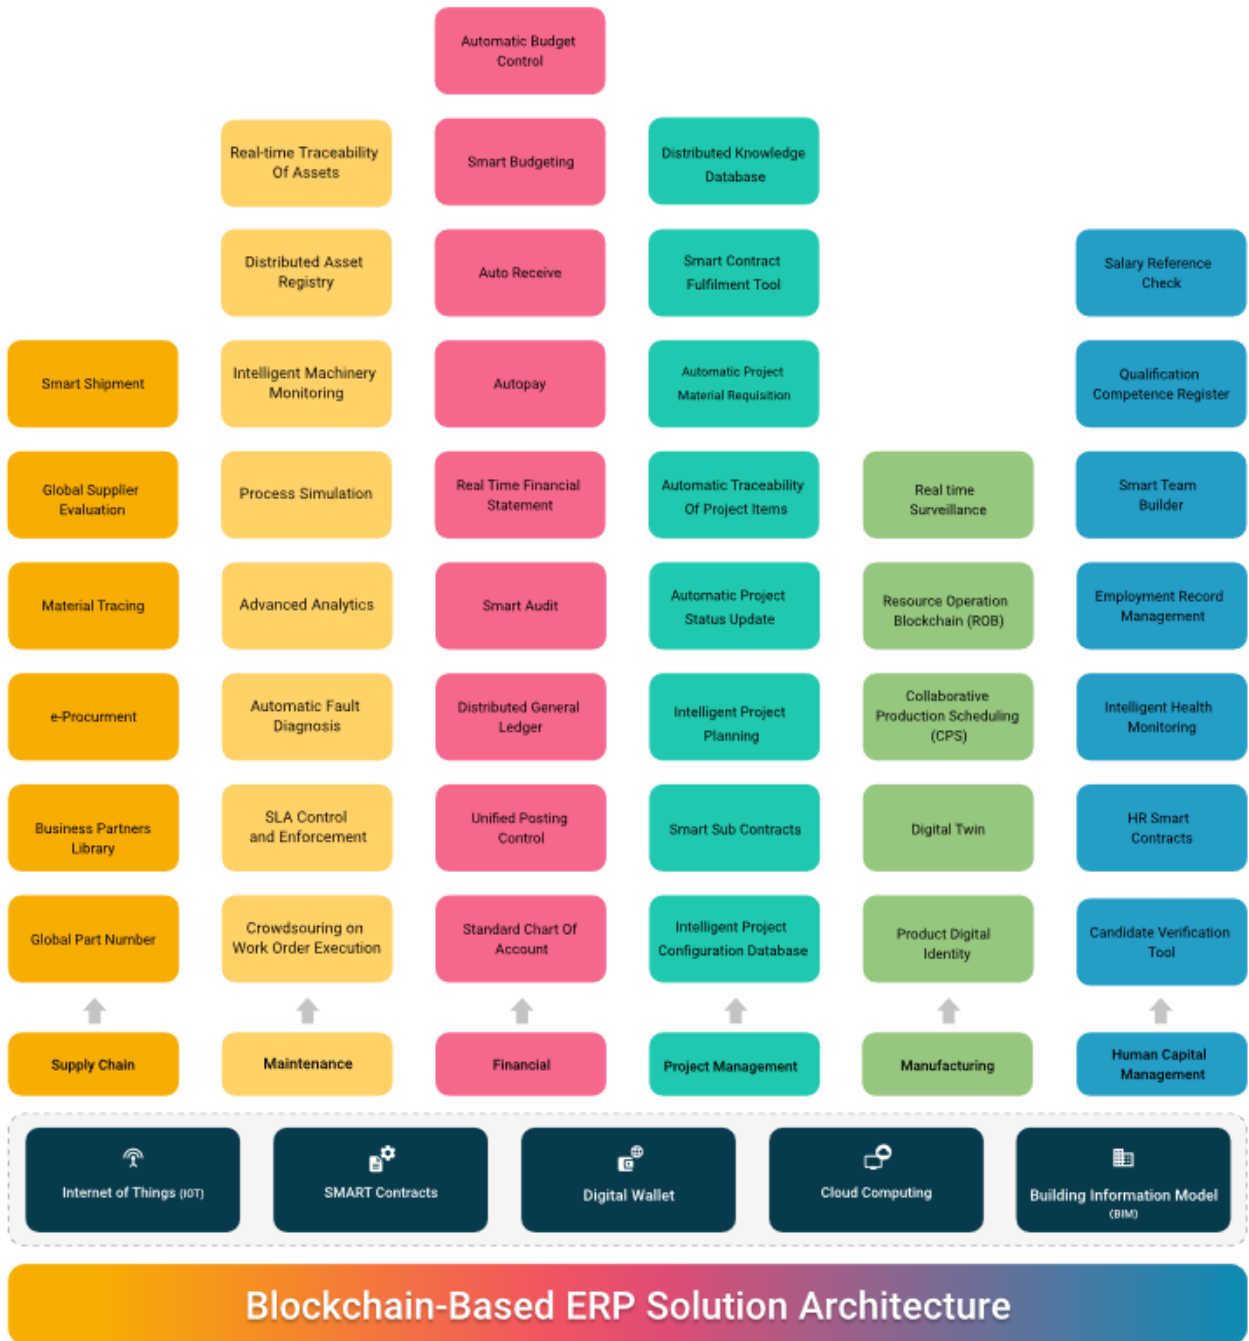 Automatic Budget
Control
Real-time Traceability
Of Assets
Smart Budgeting
Distributed Knowledge
Database
Distributed Asset
Registry
Auto Receive
Smart Contract
Fulfilment Tool
Salary Reference
Check
Smart Shipment
Intelligent Machinery
Monitoring
Autopay
Automatic Project
Material Requisition
Qualification
Competence Register
Global Supplier
Evaluation
Process Simulation
Real Time Financial
Statement
Automatic Traceability
Of Project Items
Real time
Surveillance
Smart Team
Builder
Material Tracing
Advanced Analytics
Smart Audit
Automatic Project
Status Update
Resource Operation
Blockchain (ROB)
Employment Record
Management
e-Procurment
Automatic Fault
Diagnosis
Distributed General
Ledger
Intelligent Project
Planning
Collaborative
Production Scheduling
(CPS)
Intelligent Health
Monitoring
Business Partners
Library
SLA Control
and Enforcement
Unified Posting
Control
Smart Sub Contracts
Digital Twin
HR Smart
Contracts
Global Part Number
Crowdsouring on
Work Order Execution
Standard Chart Of
Account
Intelligent Project
Configuration Database
Product Digital
Identity
Candidate Verification
Tool
Supply Chain
Maintenance
Financial
Project Management
Manufacturing
Human Capital
Management
Internet of Things (IOT)
SMART Contracts
Digital Wallet
Cloud Computing
Building Information Model
(BIM)
Blockchain-Based ERP Solution Architecture